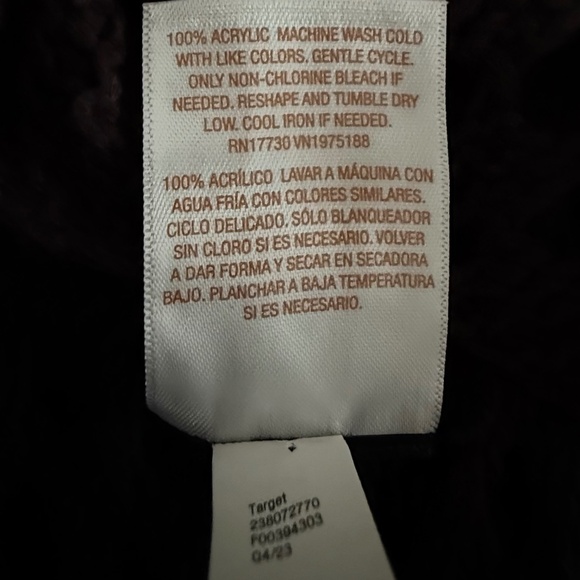 100% ACRYLIC MACHINE WASH COLD
WITH LIKE COLORS. GENTLE CYCLE.
ONLY NON-CHLORINE BLEACH IF
NEEDED. RESHAPE AND TUMBLE DRY
LOW. COOL IRON IF NEEDED.
RN17730 VN1975188
100% ACRÍLICO LAVAR A MÁQUINA CON
AGUA FRÍA CON COLORES SIMILARES.
CICLO DELICADO. SÓLO BLANQUEADOR
SIN CLORO SI ES NECESARIO. VOLVER
A DAR FORMA Y SECAR EN SECADORA
BAJO. PLANCHAR A BAJA TEMPERATURA
SI ES NECESARIO.
Target
238072770
F00394303
G4/23